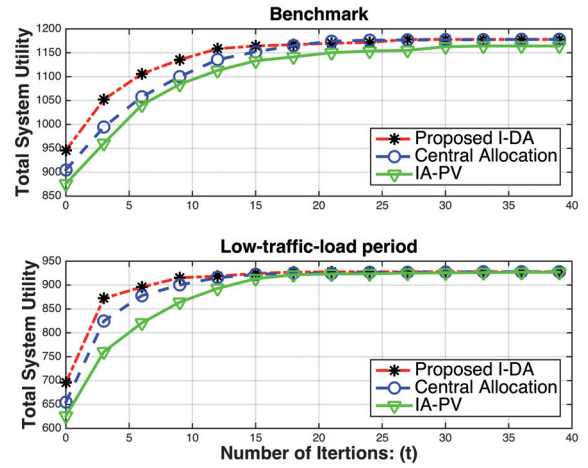 Benchmark
Total System Utility
1200
1150
1100
1050
1000
950
900
850
0 5 10 15 20 25 30 35 40
Proposed I-DA
Central Allocation
IA-PV
Low-traffic-load period
Total System Utility
950
900
850
800
750
700
650
600
0 5 10 15 20 25 30 35 40
Proposed I-DA
Central Allocation
IA-PV
Number of Itertions: (t)